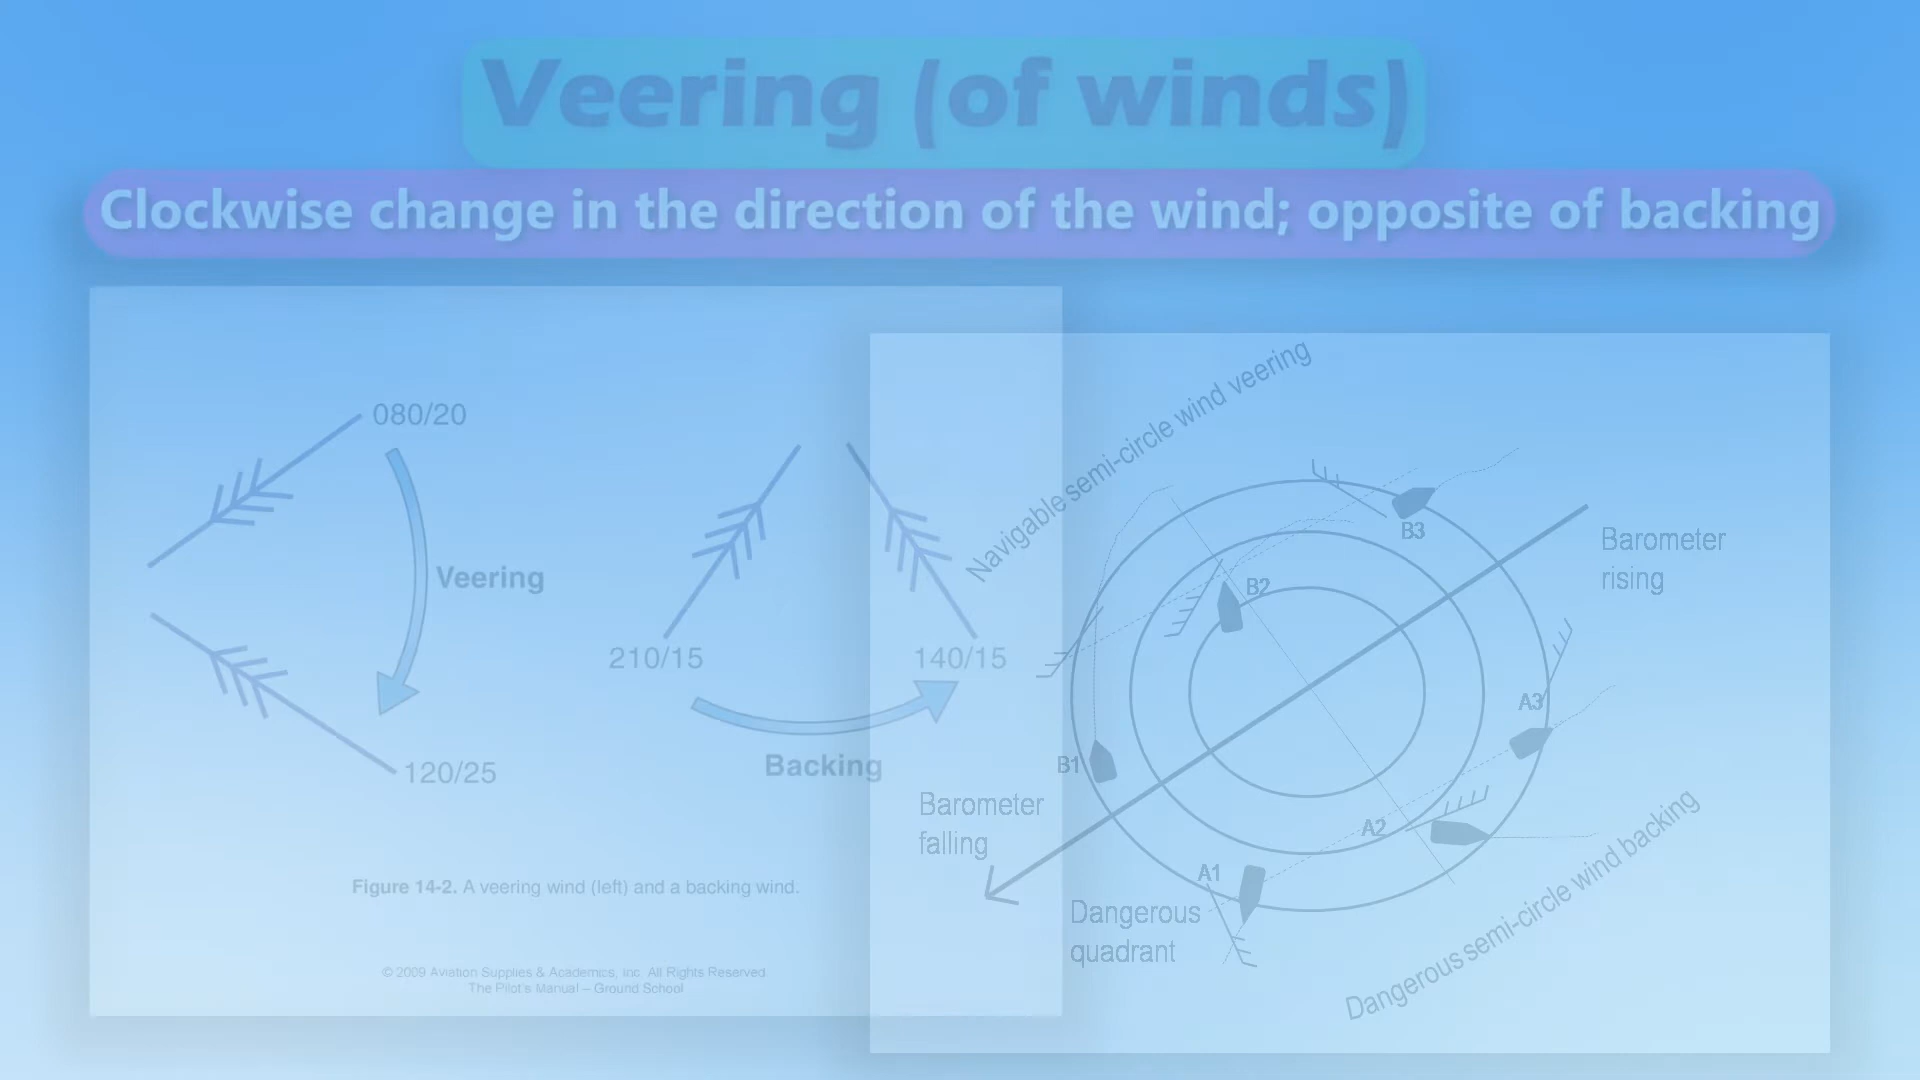 Veering (of winds)
Clockwise change in the direction of the wind; opposite of backing
080/20
Veering
120/25
210/15
140/15
Backing
Figure 14-2. A veering wind (left) and a backing wind.
© 2009 Aviation Supplies & Academics, Inc. All Rights Reserved
The Pilot's Manual – Ground School
Navigable semi-circle wind veering
B3
Barometer
rising
B2
A3
B1
Barometer
falling
A2
A1
Dangerous
quadrant
Dangerous semi-circle wind backing